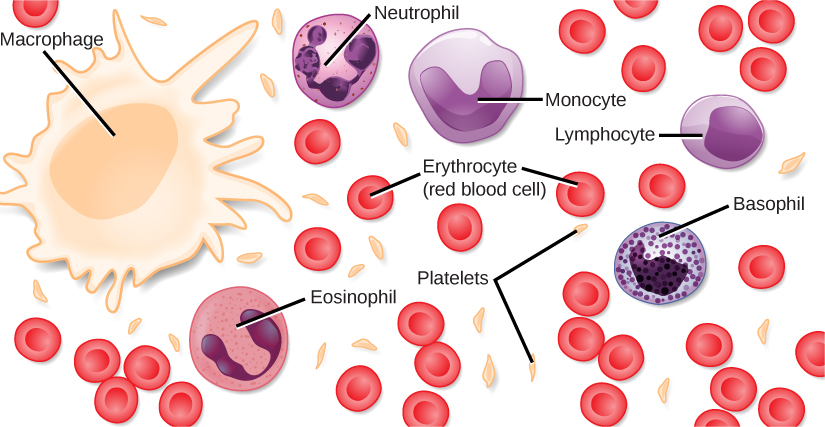 Neutrophil
Macrophage
Monocyte
Lymphocyte
Erythrocyte
(red blood cell)
Basophil
Platelets
Eosinophil